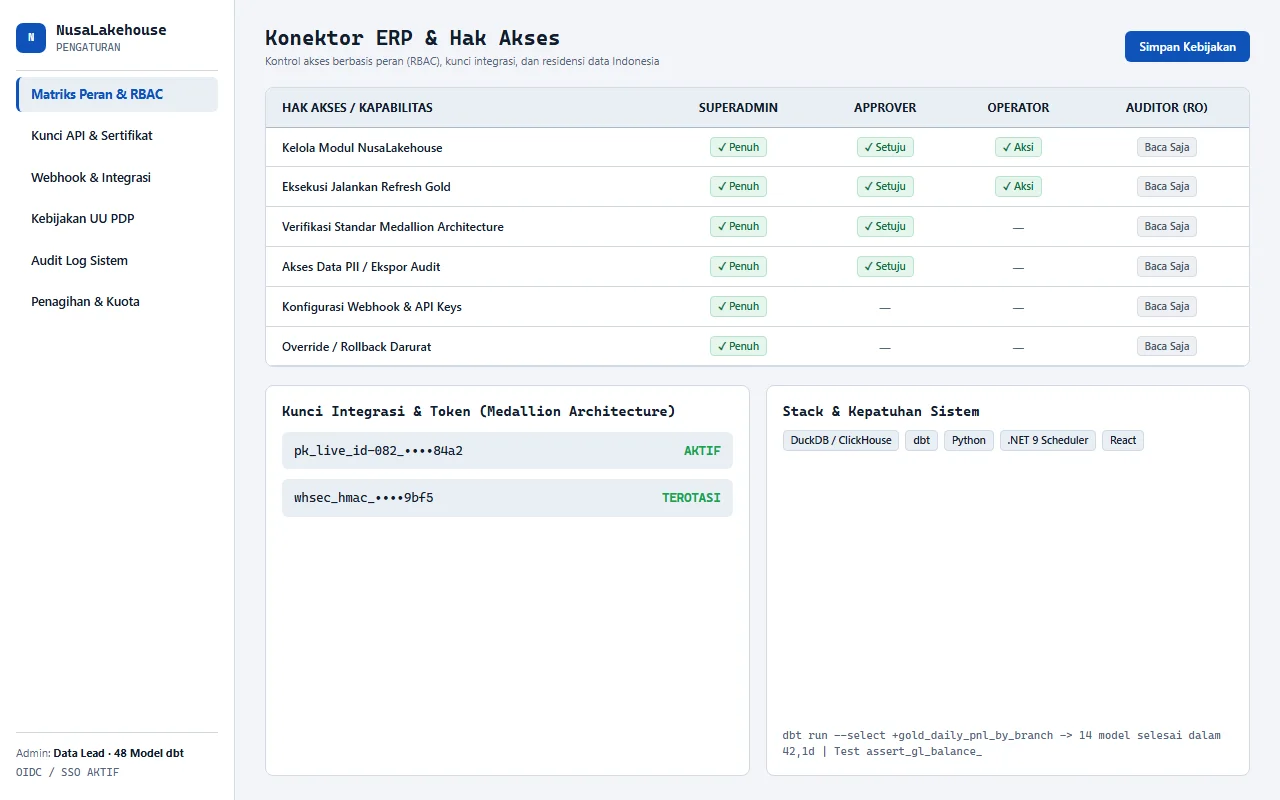 N
NusaLakehouse
PENGATURAN
Matriks Peran & RBAC
Kunci API & Sertifikat
Webhook & Integrasi
Kebijakan UU PDP
Audit Log Sistem
Penagihan & Kuota
Admin: Data Lead · 48 Model dbt
OIDC / SSO AKTIF
Konektor ERP & Hak Akses
Kontrol akses berbasis peran (RBAC), kunci integrasi, dan residensi data Indonesia
Simpan Kebijakan
HAK AKSES / KAPABILITAS SUPERADMIN APPROVER OPERATOR AUDITOR (RO)
Kelola Modul NusaLakehouse ✓ Penuh ✓ Setuju ✓ Aksi Baca Saja
Eksekusi Jalankan Refresh Gold ✓ Penuh ✓ Setuju ✓ Aksi Baca Saja
Verifikasi Standar Medallion Architecture ✓ Penuh ✓ Setuju — Baca Saja
Akses Data PII / Ekspor Audit ✓ Penuh ✓ Setuju — Baca Saja
Konfigurasi Webhook & API Keys ✓ Penuh — — Baca Saja
Override / Rollback Darurat ✓ Penuh — — Baca Saja
Kunci Integrasi & Token (Medallion Architecture)
pk_live_id-082_••••84a2 AKTIF
whsec_hmac_••••9bf5 TEROTASI
Stack & Kepatuhan Sistem
DuckDB / ClickHouse dbt Python .NET 9 Scheduler React
dbt run --select +gold_daily_pnl_by_branch -> 14 model selesai dalam
42,1d | Test assert_gl_balance_